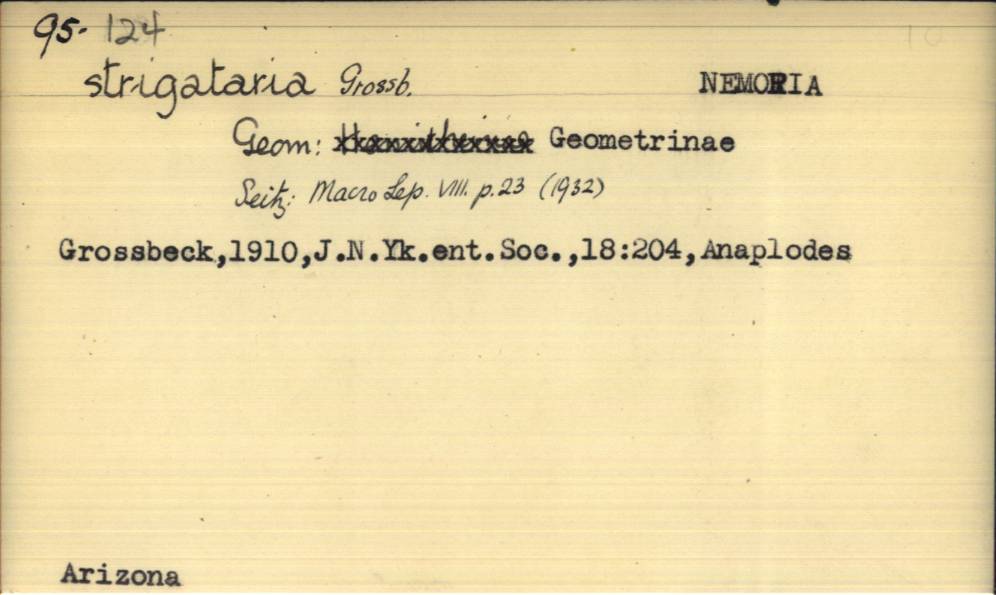 95- 124
strigataria Grossb. NEMORIA
Geom: Geometrinae
Seitz: Macro Lep. VIII. p.23 (1932)
Grossbeck,1910,J.N.Yk.ent.Soc.,18:204,Anaplodes
Arizona